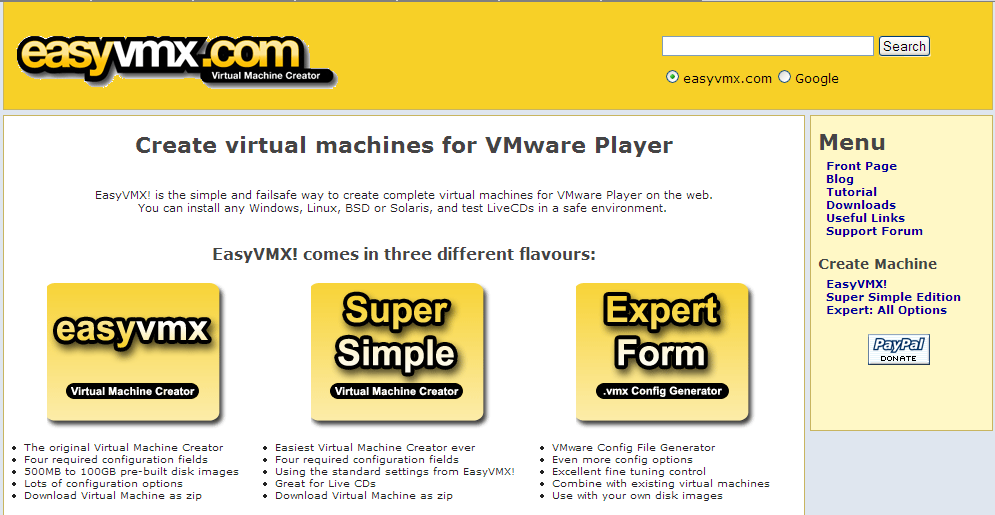 easyvmx.com
Virtual Machine Creator
Search
easyvmx.com Google
Create virtual machines for VMware Player
EasyVMX! is the simple and failsafe way to create complete virtual machines for VMware Player on the web.
You can install any Windows, Linux, BSD or Solaris, and test LiveCDs in a safe environment.
EasyVMX! comes in three different flavours:
easyvmx
Virtual Machine Creator
The original Virtual Machine Creator
Four required configuration fields
500MB to 100GB pre-built disk images
Lots of configuration options
Download Virtual Machine as zip
Super
Simple
Virtual Machine Creator
Easiest Virtual Machine Creator ever
Four required configuration fields
Using the standard settings from EasyVMX!
Great for Live CDs
Download Virtual Machine as zip
Expert
Form
.vmx Config Generator
VMware Config File Generator
Even more config options
Excellent fine tuning control
Combine with existing virtual machines
Use with your own disk images
Menu
Front Page
Blog
Tutorial
Downloads
Useful Links
Support Forum
Create Machine
EasyVMX!
Super Simple Edition
Expert: All Options
PayPal
DONATE